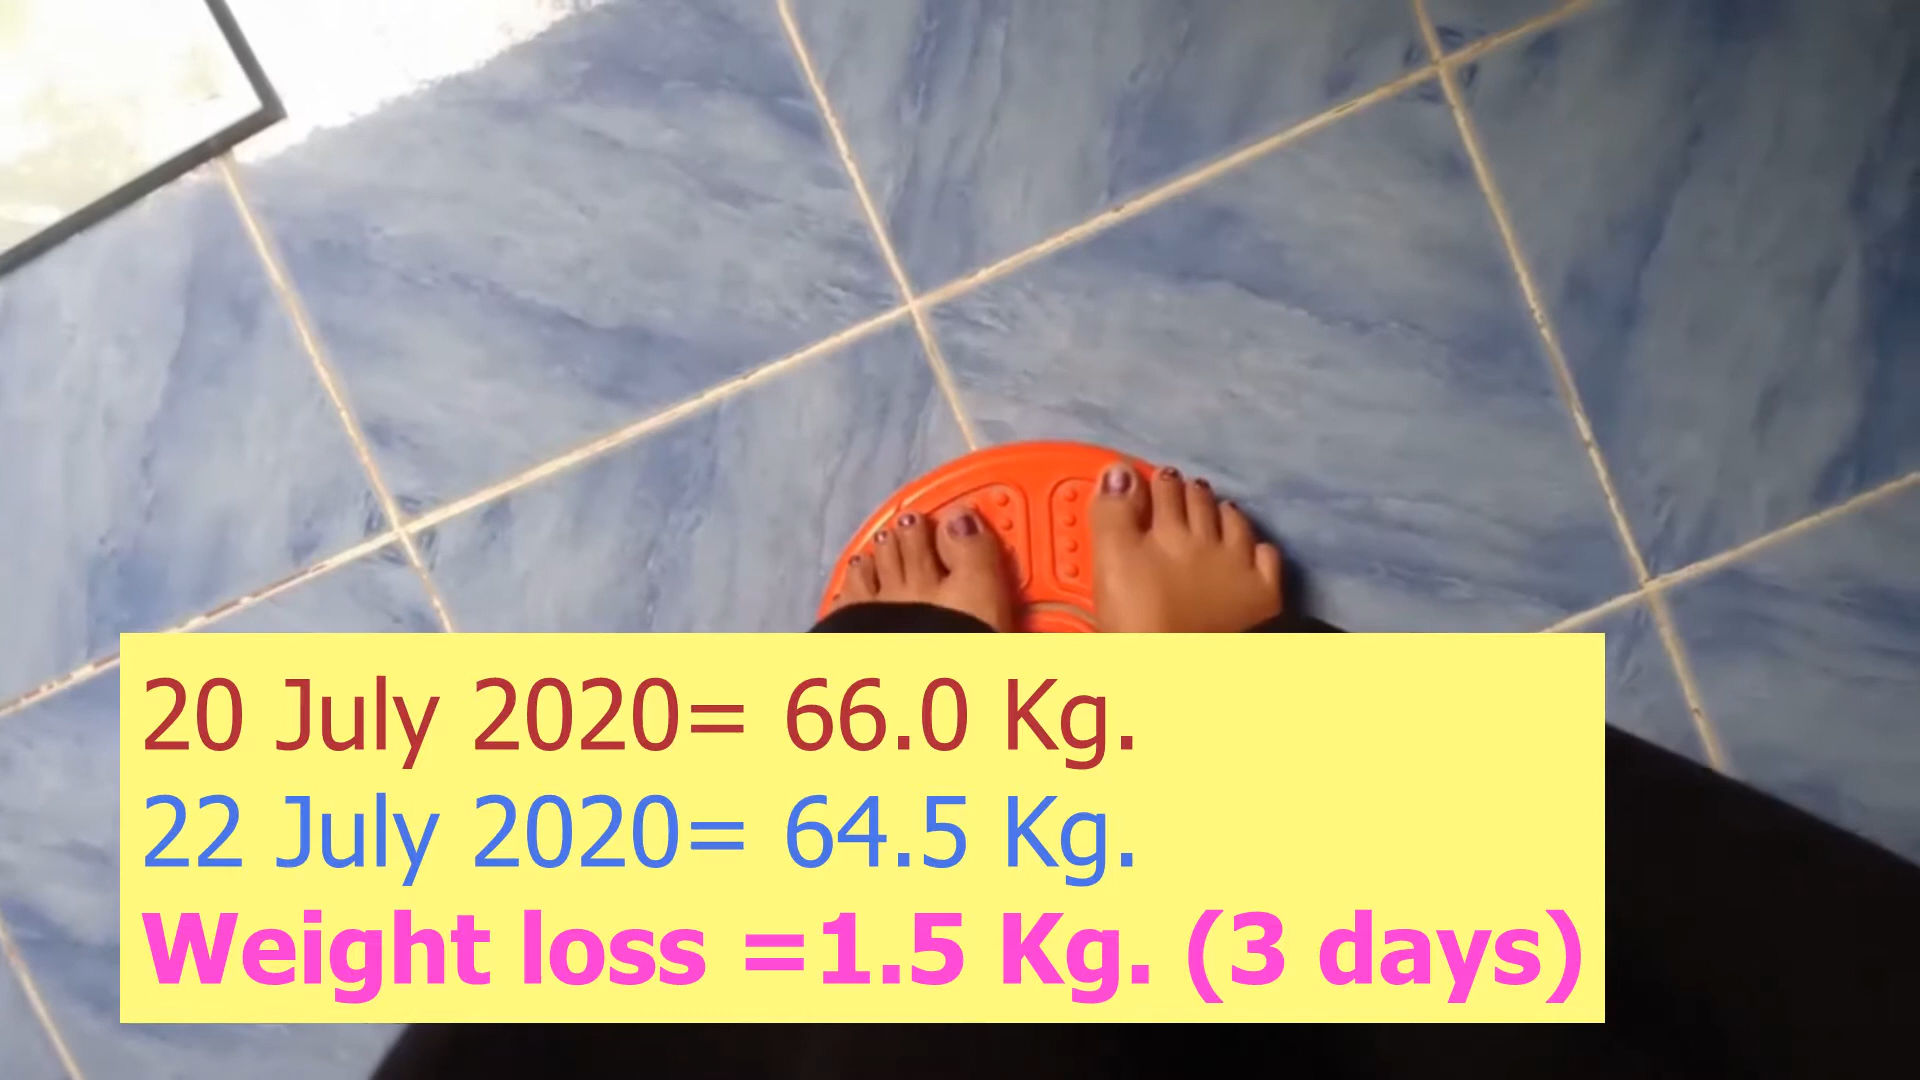 20 July 2020= 66.0 Kg.
22 July 2020= 64.5 Kg.
Weight loss =1.5 Kg. (3 days)